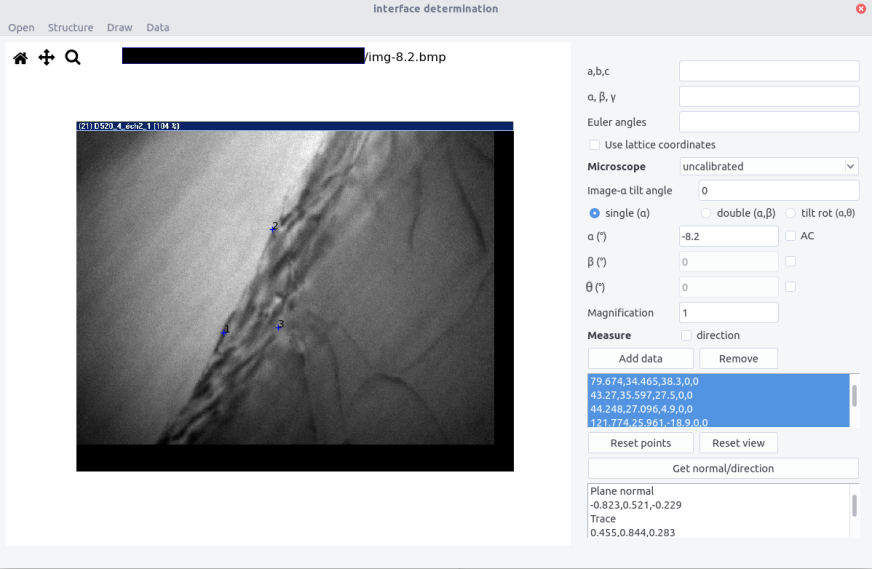 interface determination
Open Structure Draw Data
/img-8.2.bmp
(21) D520_4_éch2_1 (104 %)
2
1
3
a,b,c
α, β, γ
Euler angles
Use lattice coordinates
Microscope uncalibrated
Image-α tilt angle 0
single (α) double (α,β) tilt rot (α,θ)
α (°) -8.2 AC
β (°) 0
θ (°) 0
Magnification 1
Measure direction
Add data Remove
79.674,34.465,38.3,0,0
43.27,35.597,27.5,0,0
44.248,27.096,4.9,0,0
121.774,25.961,-18.9,0,0
Reset points Reset view
Get normal/direction
Plane normal
-0.823,0.521,-0.229
Trace
0.455,0.844,0.283